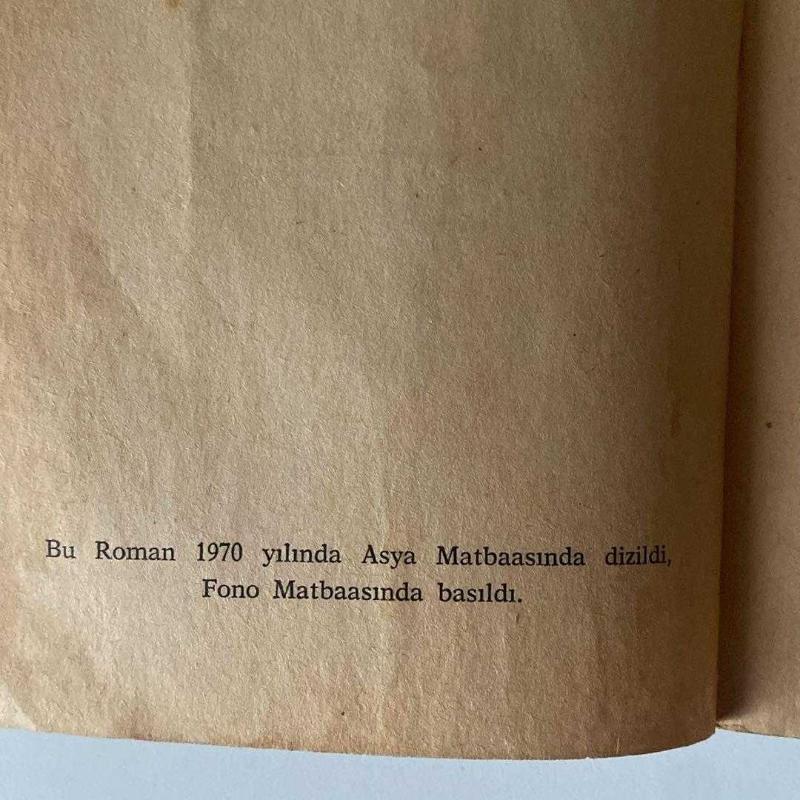 Bu Roman 1970 yılında Asya Matbaasında dizildi,
Fono Matbaasında basıldı.